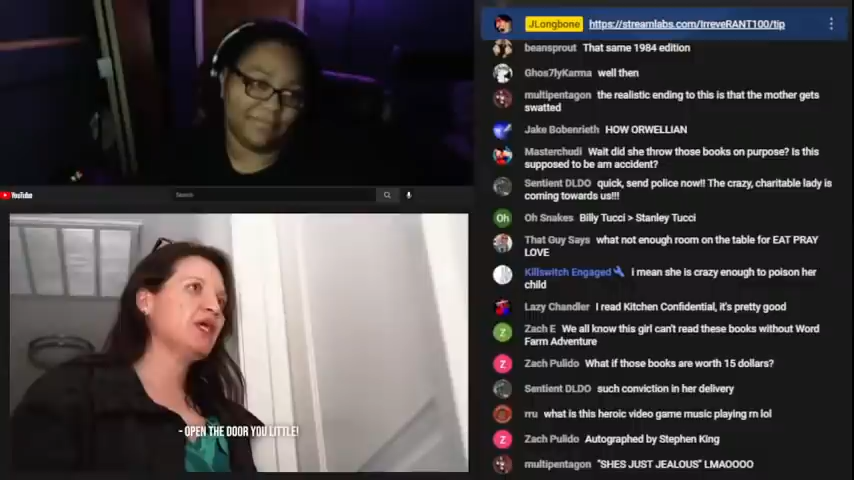 JLongbone https://streamlabs.com/IrreveRANT100/tip
beansprout That same 1984 edition
Ghos7lyKarma well then
multipentagon the realistic ending to this is that the mother gets
swatted
Jake Bobenrieth HOW ORWELLIAN
Masterchudi Wait did she throw those books on purpose? Is this
supposed to be am accident?
Sentient DLDO quick, send police now!! The crazy, charitable lady is
coming towards us!!!
Oh Oh Snakes Billy Tucci > Stanley Tucci
That Guy Says what not enough room on the table for EAT PRAY
LOVE
Killswitch Engaged i mean she is crazy enough to poison her
child
Lazy Chandler I read Kitchen Confidential, it's pretty good
Z Zach E We all know this girl can't read these books without Word
Farm Adventure
Z Zach Pulido What if those books are worth 15 dollars?
Sentient DLDO such conviction in her delivery
rru what is this heroic video game music playing rn lol
Z Zach Pulido Autographed by Stephen King
multipentagon "SHES JUST JEALOUS" LMAOOOO
YouTube
Search
- OPEN THE DOOR YOU LITTLE!